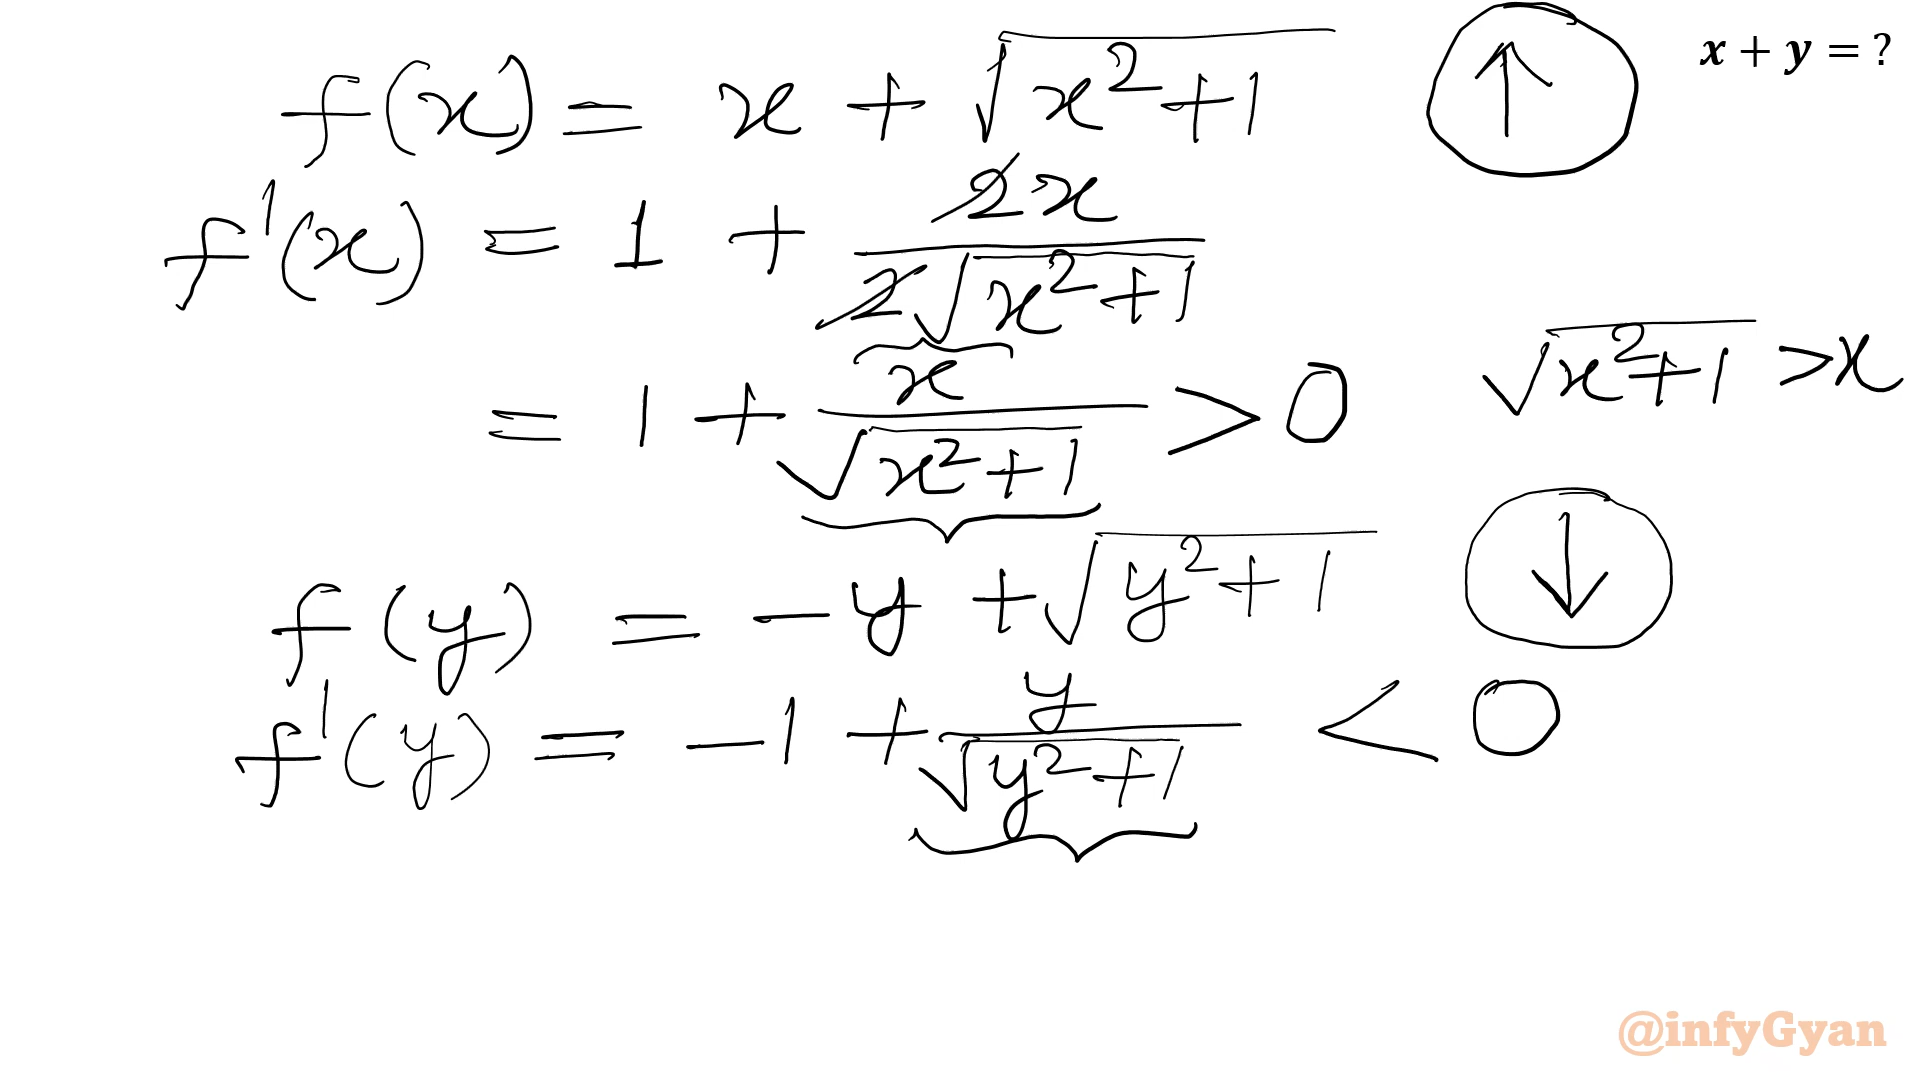 x + y = ?
f(x) = x + √(x²+1) ↑
f'(x) = 1 + 2x/(2√(x²+1))
= 1 + x/√(x²+1) > 0
√(x²+1) > x
f(y) = -y + √(y²+1) ↓
f'(y) = -1 + y/√(y²+1) < 0
@infyGyan